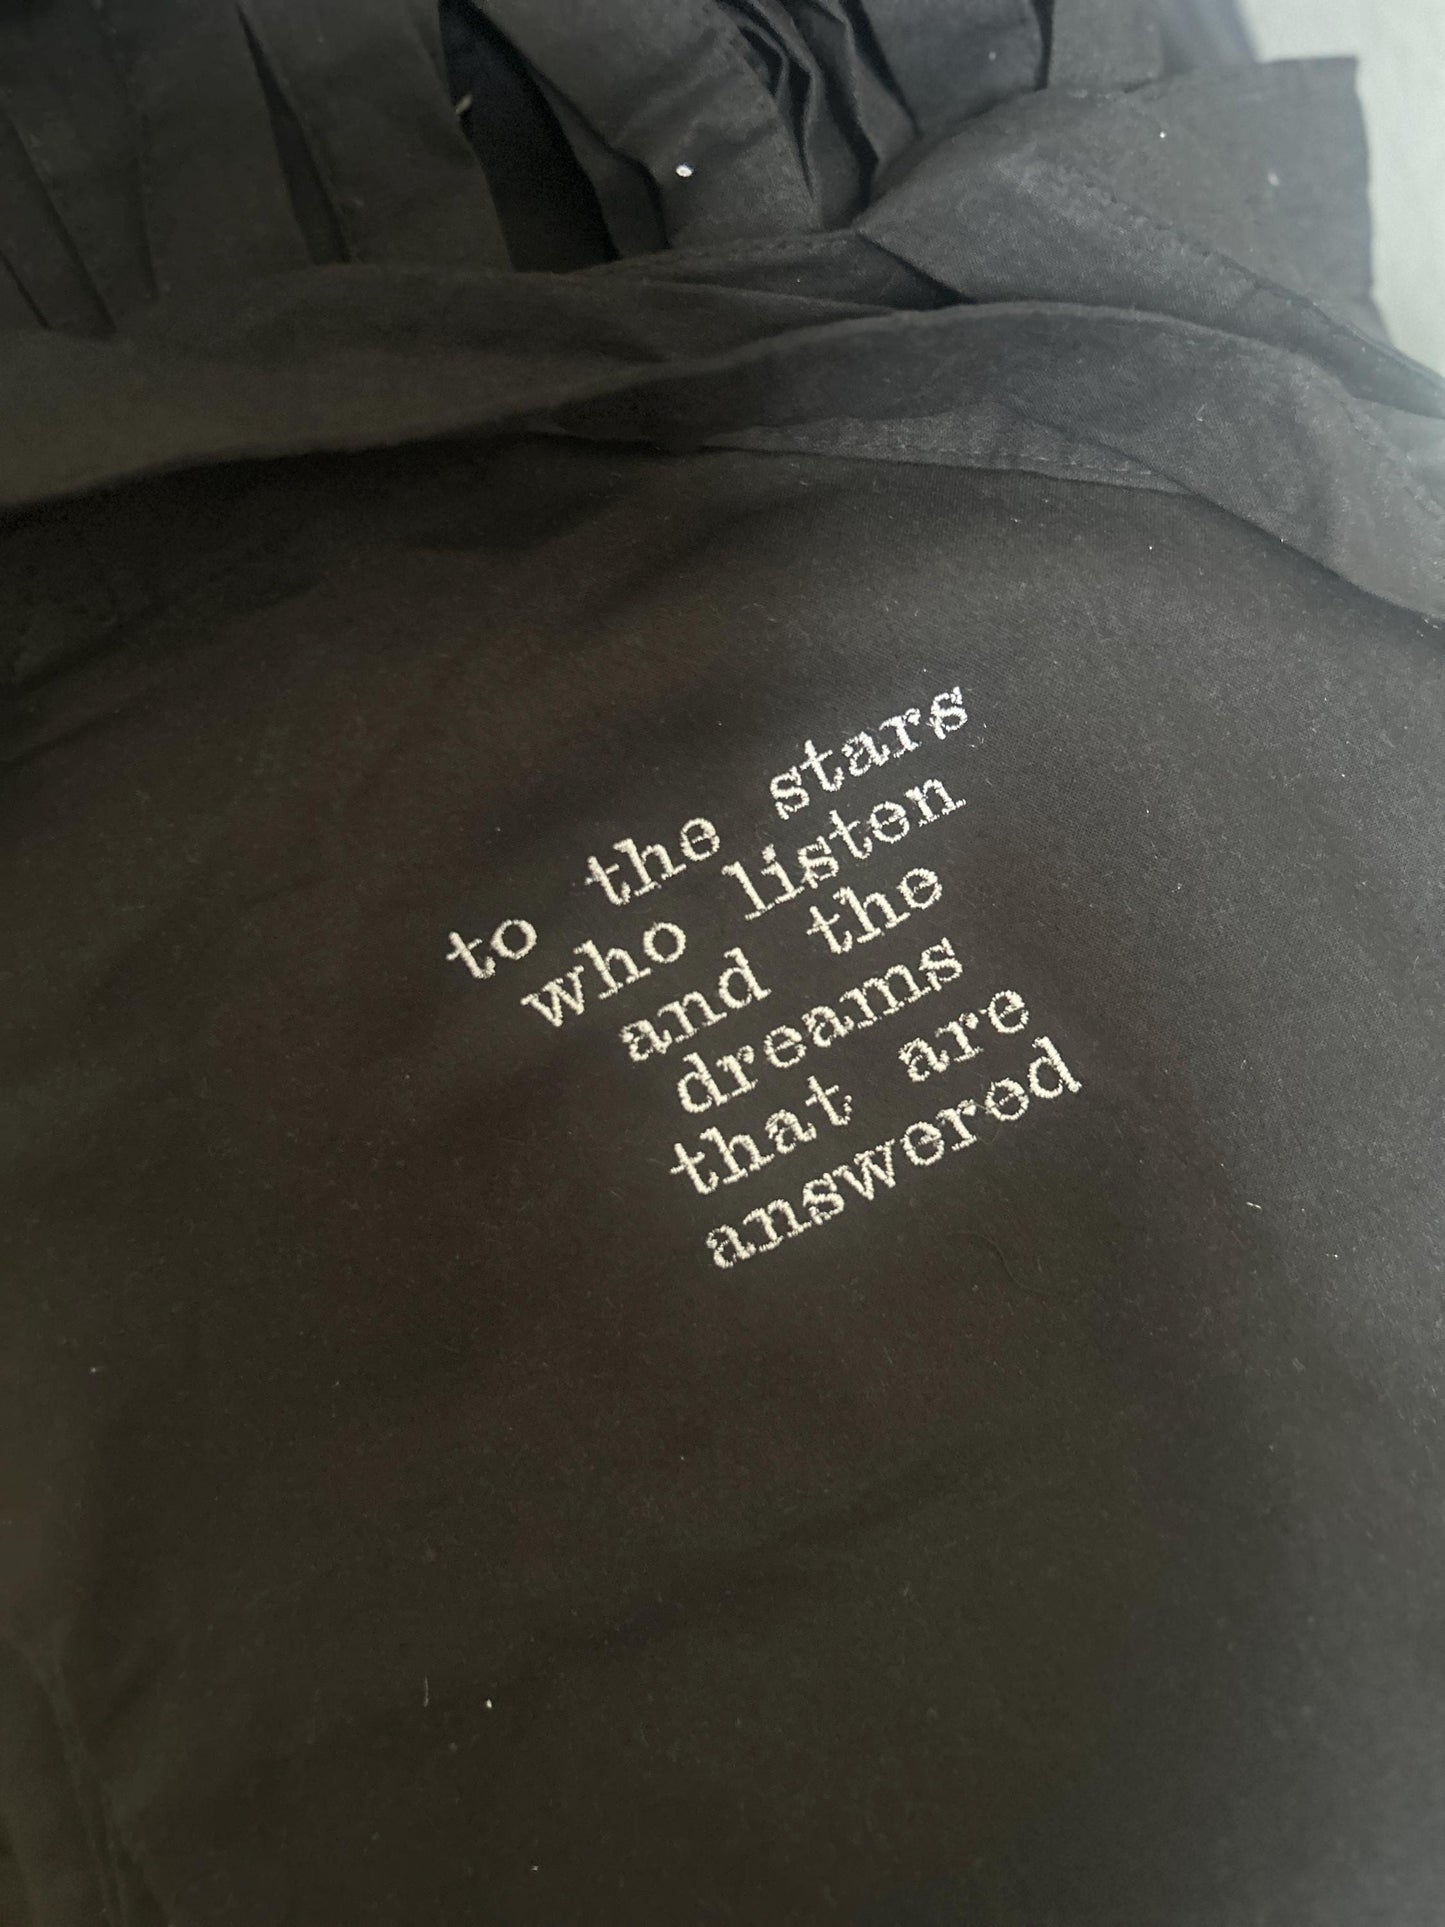 to the stars
who listen
and the
dreams
that are
answered